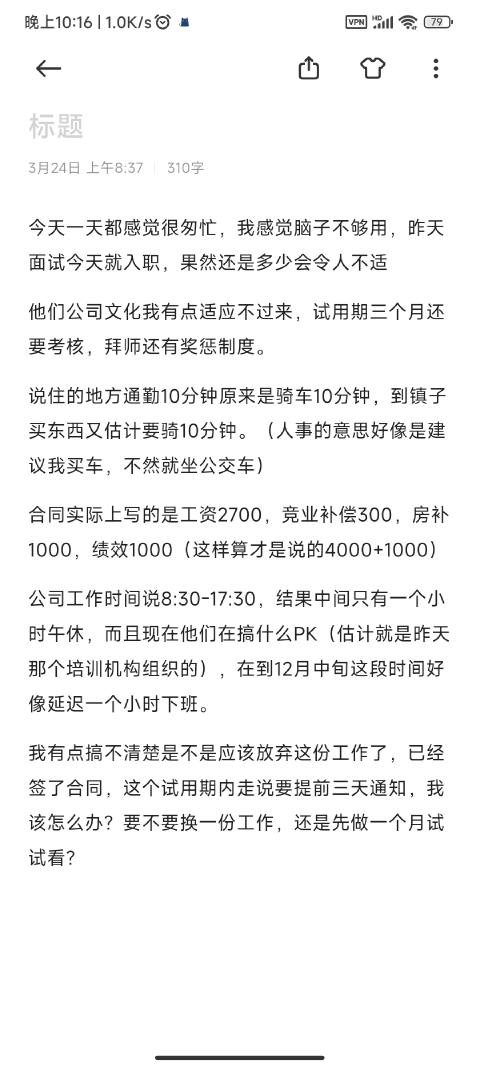 晚上10:16 | 1.0K/s
VPN HD 79
标题
3月24日 上午8:37 | 310字
今天一天都感觉很匆忙，我感觉脑子不够用，昨天
面试今天就入职，果然还是多少会令人不适
他们公司文化我有点适应不过来，试用期三个月还
要考核，拜师还有奖惩制度。
说住的地方通勤10分钟原来是骑车10分钟，到镇子
买东西又估计要骑10分钟。（人事的意思好像是建
议我买车，不然就坐公交车）
合同实际上写的是工资2700，竞业补偿300，房补
1000，绩效1000（这样算才是说的4000+1000）
公司工作时间说8:30-17:30，结果中间只有一个小
时午休，而且现在他们在搞什么PK（估计就是昨天
那个培训机构组织的），在到12月中旬这段时间好
像延迟一个小时下班。
我有点搞不清楚是不是应该放弃这份工作了，已经
签了合同，这个试用期内走说要提前三天通知，我
该怎么办？要不要换一份工作，还是先做一个月试
试看？